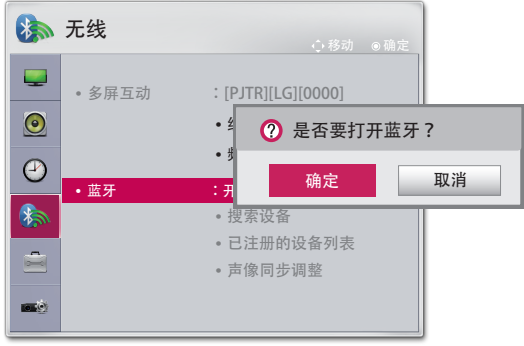 无线
移动 ◉确定
• 多屏互动 : [PJTR][LG][0000]
是否要打开蓝牙？
确定 取消
• 蓝牙 : 开
• 搜索设备
• 已注册的设备列表
• 声像同步调整